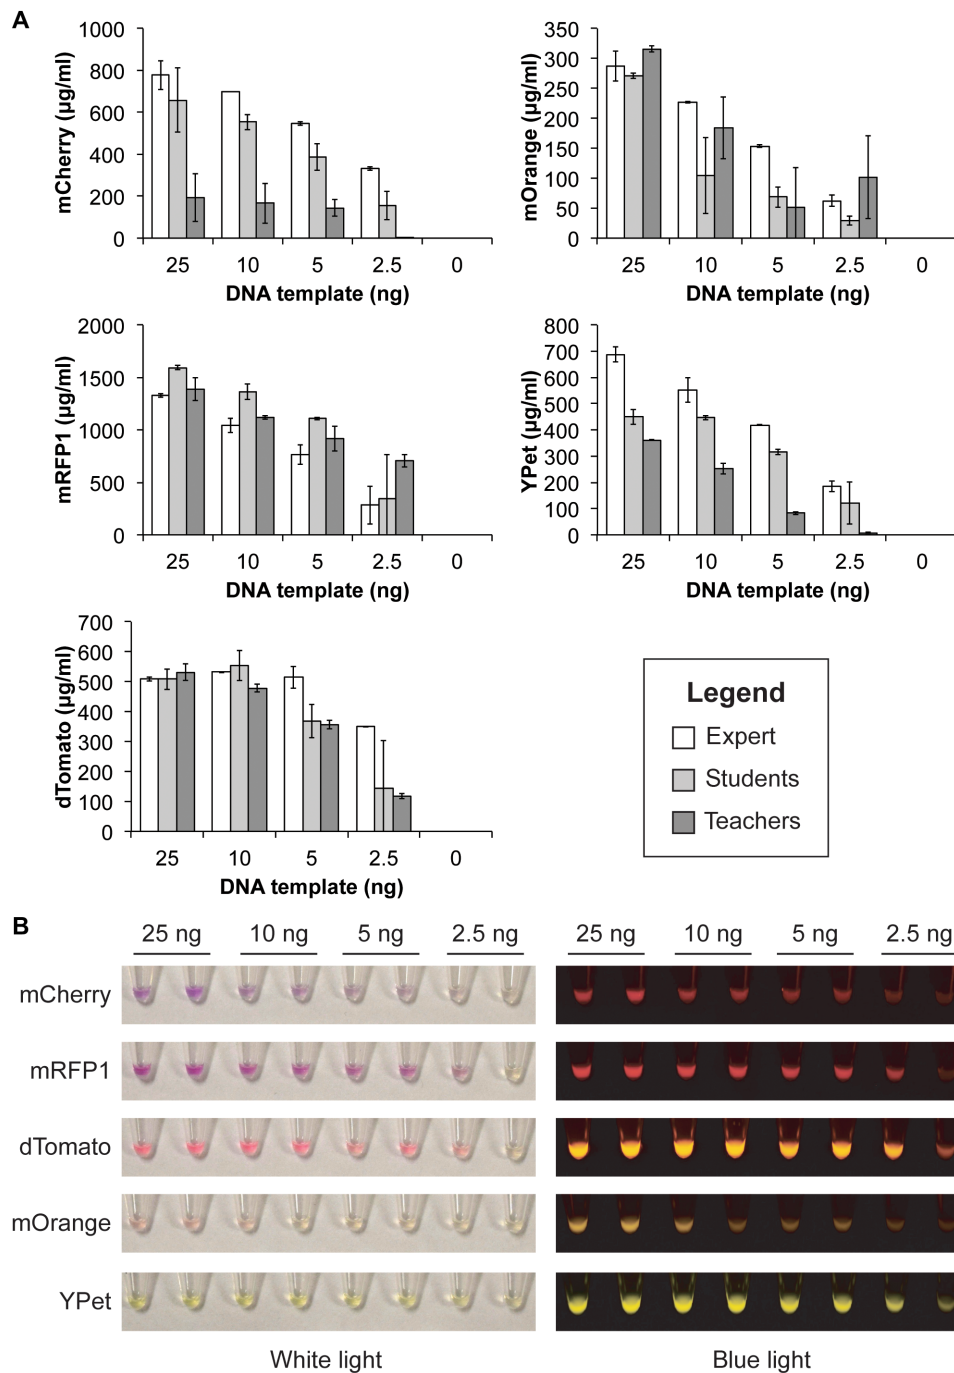 A
mCherry (µg/ml)
1000
800
600
400
200
0
25 10 5 2.5 0
DNA template (ng)
mOrange (µg/ml)
350
300
250
200
150
100
50
0
25 10 5 2.5 0
DNA template (ng)
mRFP1 (µg/ml)
2000
1500
1000
500
0
25 10 5 2.5 0
DNA template (ng)
YPet (µg/ml)
800
700
600
500
400
300
200
100
0
25 10 5 2.5 0
DNA template (ng)
dTomato (µg/ml)
700
600
500
400
300
200
100
0
25 10 5 2.5 0
DNA template (ng)
Legend
Expert
Students
Teachers
B
25 ng 10 ng 5 ng 2.5 ng 25 ng 10 ng 5 ng 2.5 ng
mCherry
mRFP1
dTomato
mOrange
YPet
White light Blue light